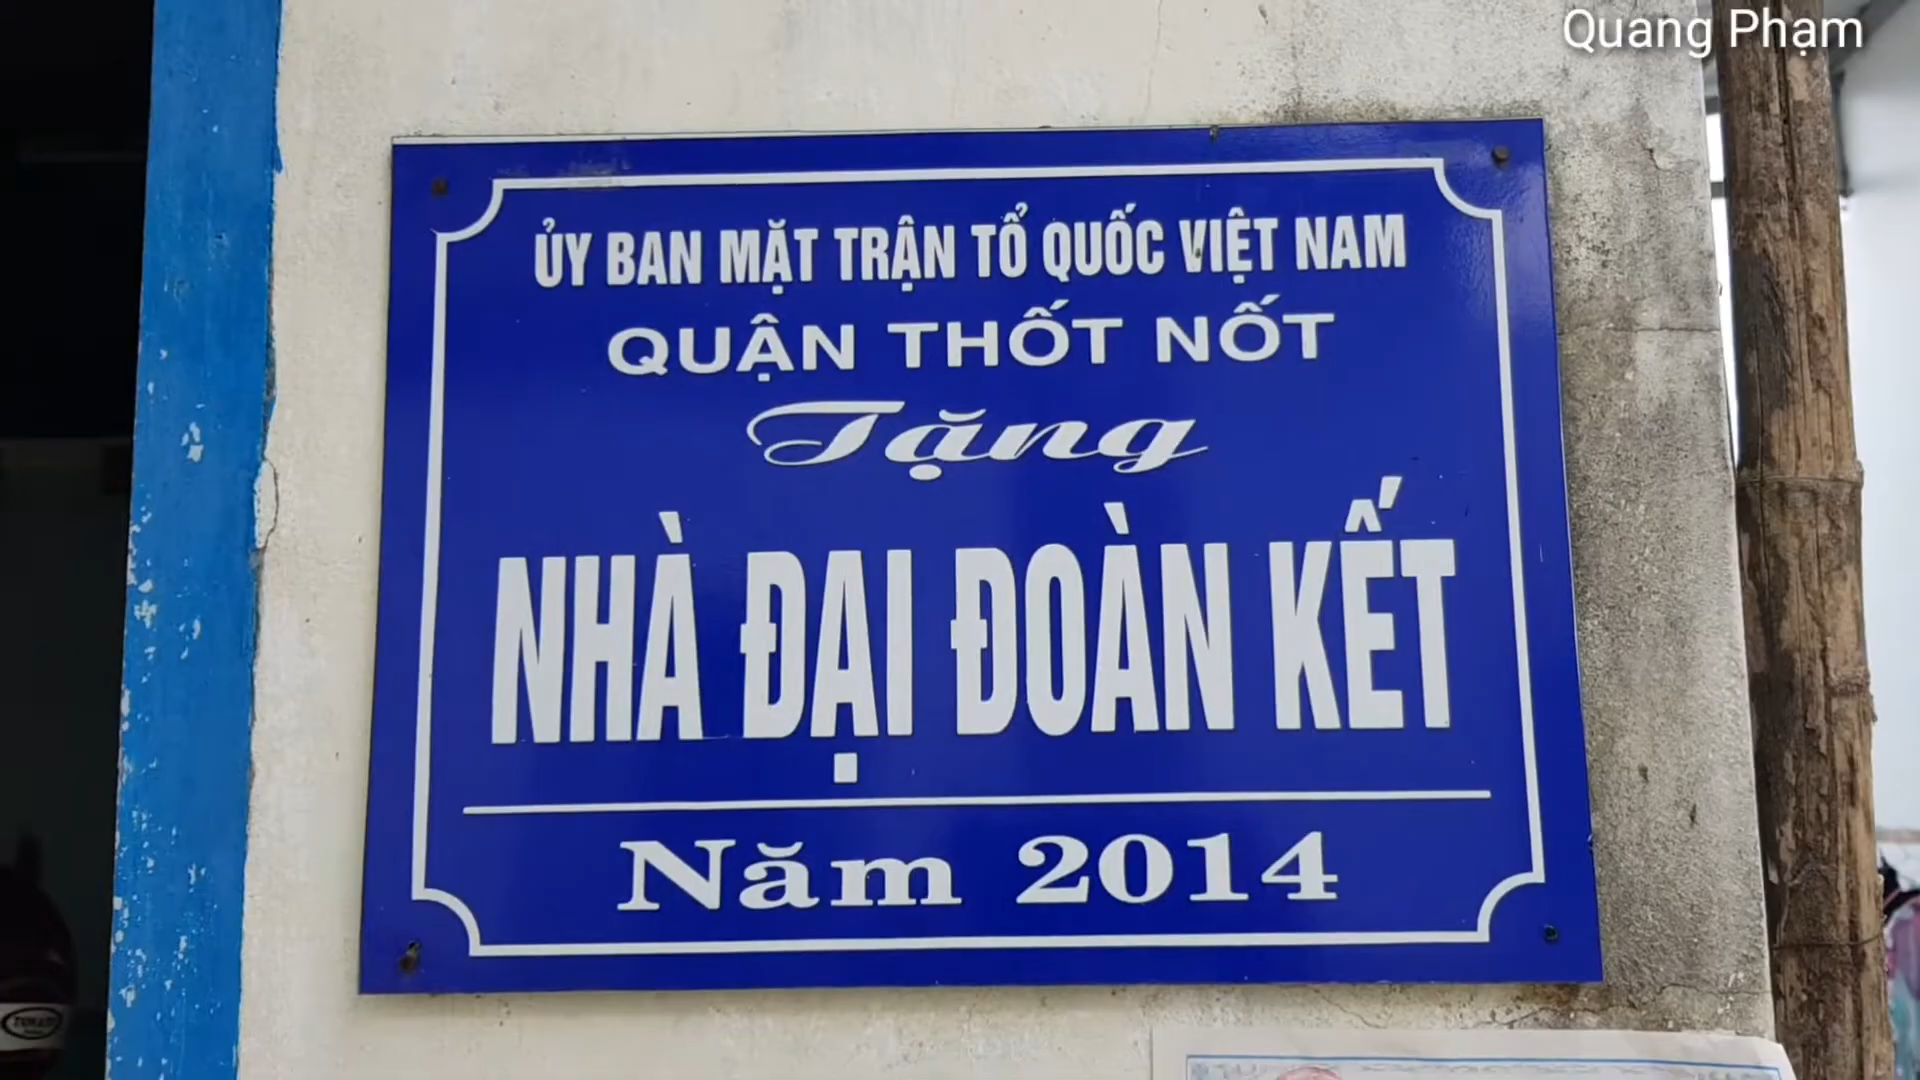 Quang Phạm
ỦY BAN MẶT TRẬN TỔ QUỐC VIỆT NAM
QUẬN THỐT NỐT
Tặng
NHÀ ĐẠI ĐOÀN KẾT
Năm 2014